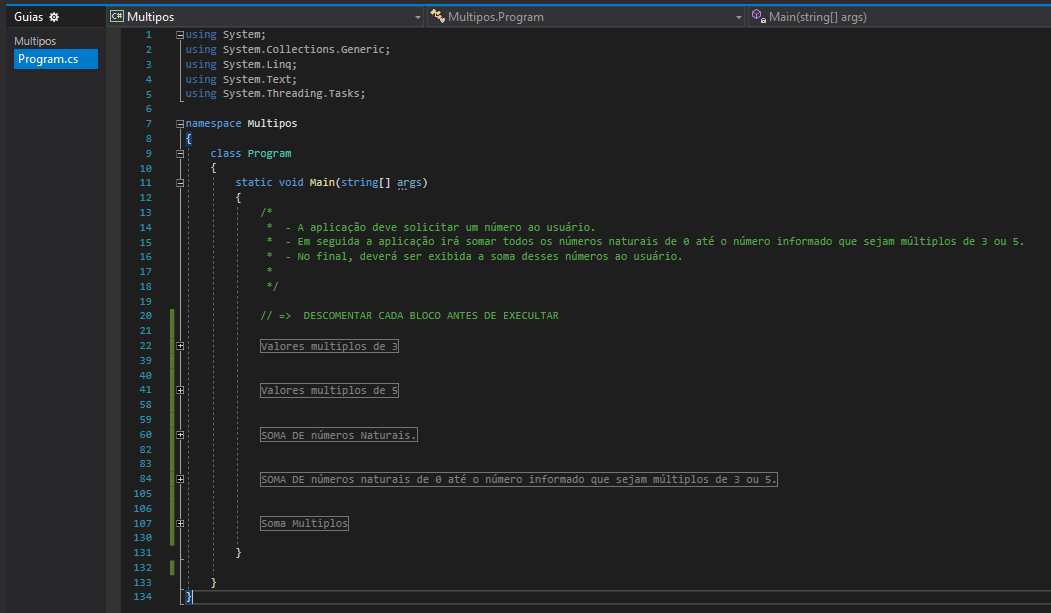 Guias
Multipos
Program.cs
C# Multipos
Multipos.Program
Main(string[] args)
1 using System;
2 using System.Collections.Generic;
3 using System.Linq;
4 using System.Text;
5 using System.Threading.Tasks;
6
7 namespace Multipos
8 {
9 class Program
10 {
11 static void Main(string[] args)
12 {
13 /*
14 * - A aplicação deve solicitar um número ao usuário.
15 * - Em seguida a aplicação irá somar todos os números naturais de 0 até o número informado que sejam múltiplos de 3 ou 5.
16 * - No final, deverá ser exibida a soma desses números ao usuário.
17 *
18 */
19
20 // => DESCOMENTAR CADA BLOCO ANTES DE EXECULTAR
21
22 Valores multiplos de 3
39
40
41 Valores multiplos de 5
58
59
60 SOMA DE números Naturais.
82
83
84 SOMA DE números naturais de 0 até o número informado que sejam múltiplos de 3 ou 5.
105
106
107 Soma Multiplos
130
131 }
132
133 }
134 }